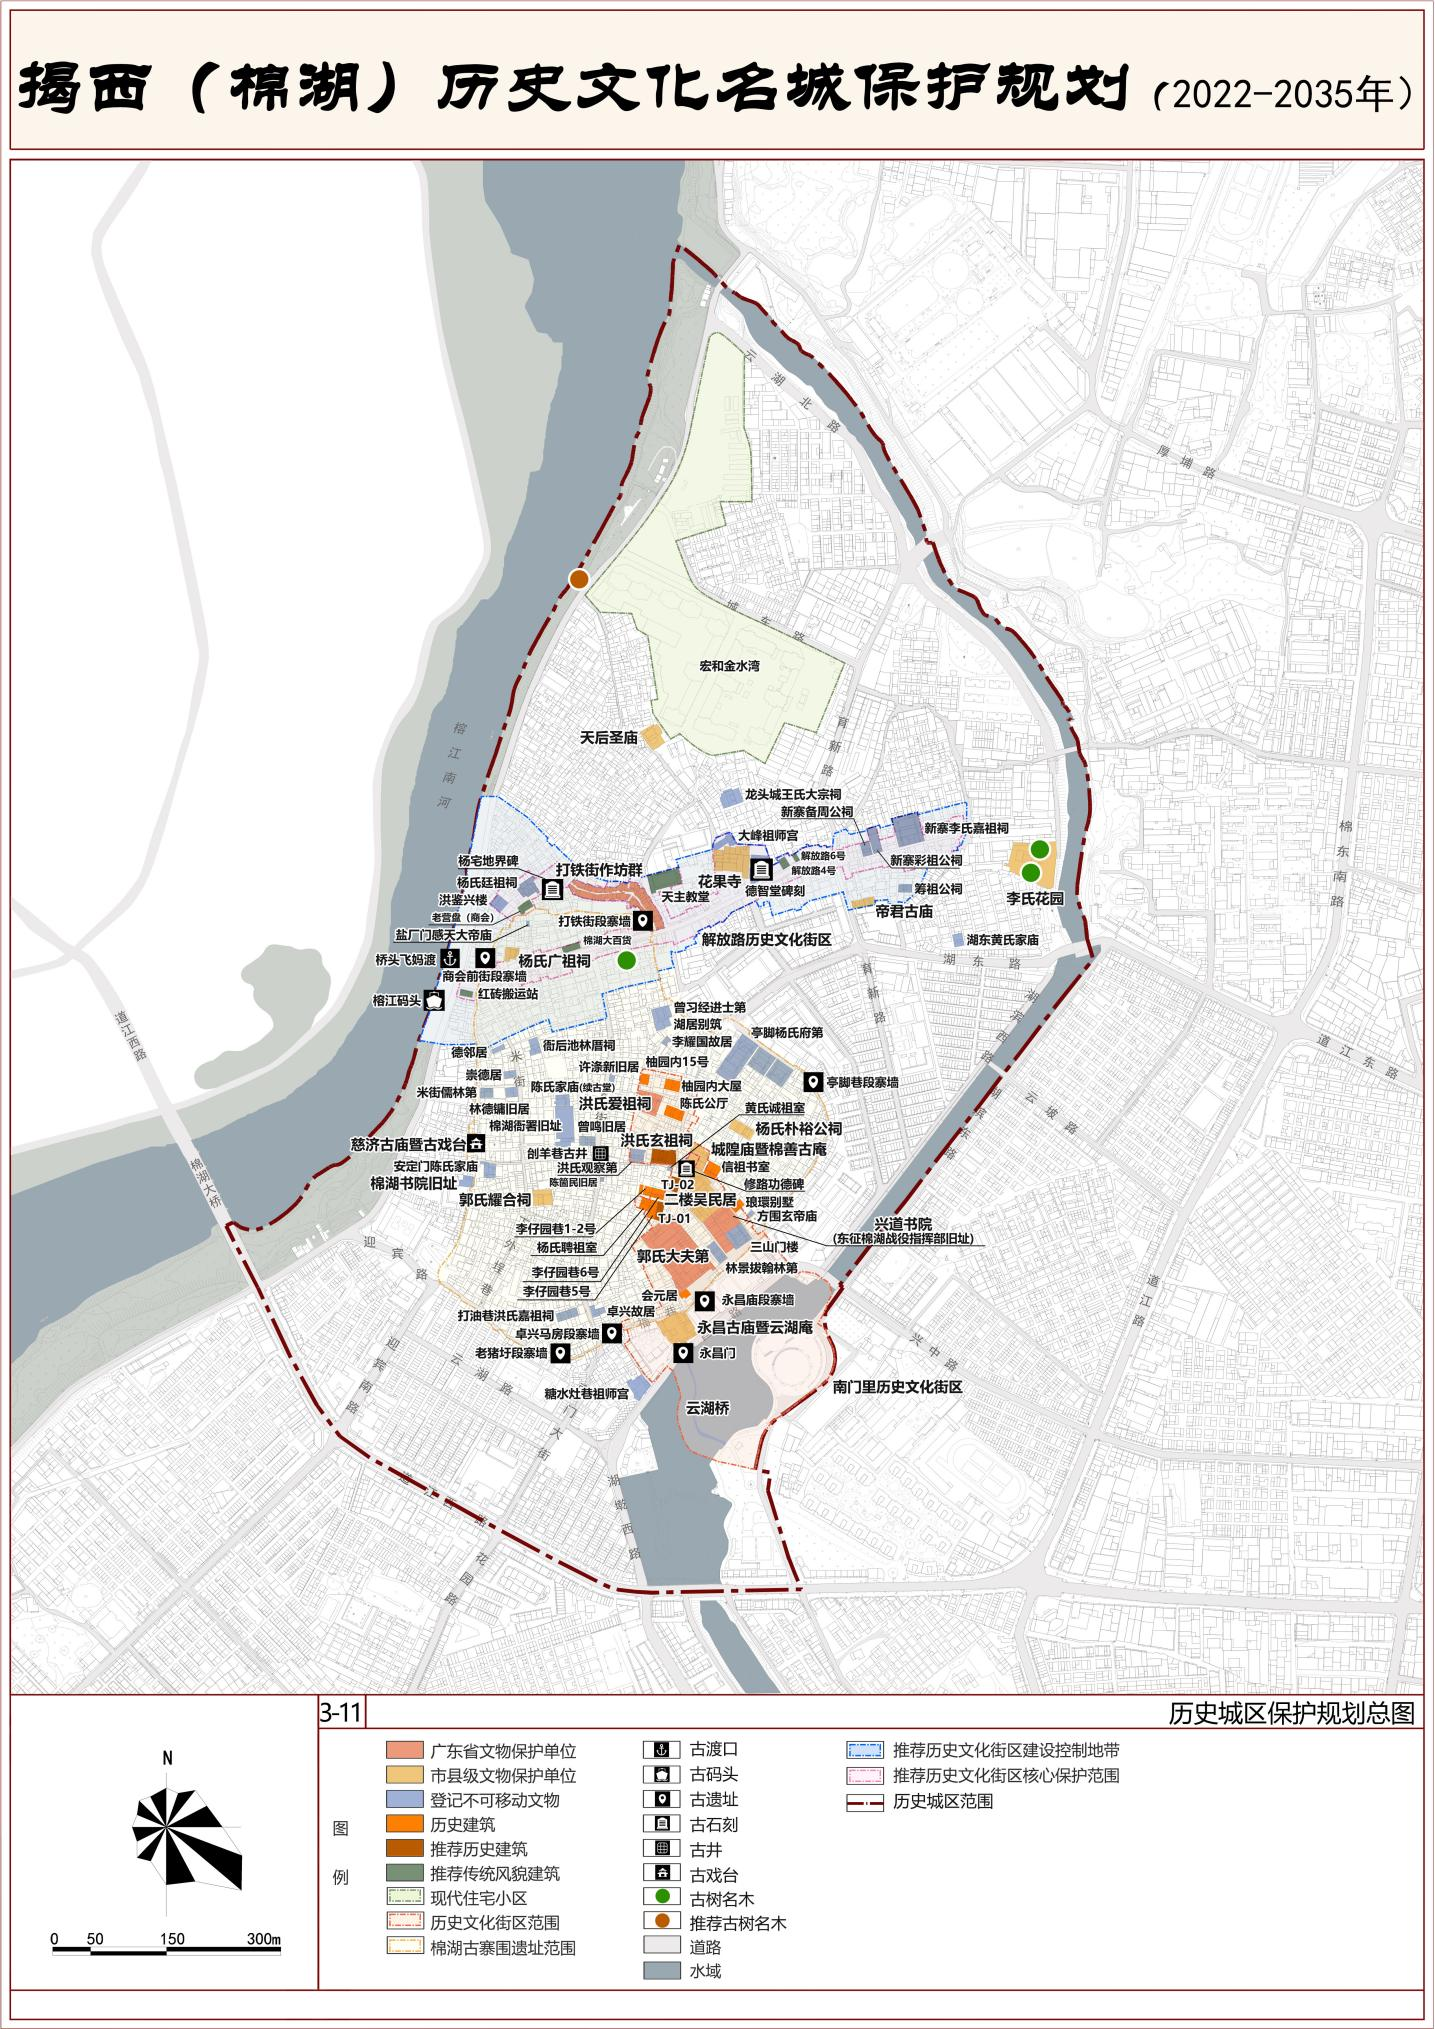 揭西（棉湖）历史文化名城保护规划（2022-2035年）
云湖北路
厚埔路
城东路
宏和金水湾
育新路
榕江南河
天后圣庙
龙头城王氏大宗祠
新寨备周公祠
大峰祖师宫
新寨李氏嘉祖祠
棉东南路
杨宅地界碑
打铁街作坊群
解放路6号
新寨彩祖公祠
解放路4号
杨氏廷祖祠
花果寺
德智堂碑刻
筹祖公祠
李氏花园
洪鉴兴楼
天主教堂
帝君古庙
老营盘（商会）
打铁街段寨墙
盐厂门感天大帝庙
棉湖大百货
解放路历史文化街区
湖东黄氏家庙
桥头飞妈渡
杨氏广祖祠
湖东路
商会前街段寨墙
育新路
榕江码头
红砖搬运站
曾习经进士第
湖滨西路
道江西路
湖居别筑
亭脚杨氏府第
李耀国故居
道江东路
德邻居
衙后池林厝祠
米街
许涤新旧居
柚园内15号
崇德居
亭脚巷段寨墙
米街儒林第
陈氏家庙(续古堂)
柚园内大屋
林德镛旧居
洪氏爱祖祠
陈氏公厅
黄氏诚祖室
湖滨东路
云坡路
棉湖衙署旧址
曾鸣旧居
杨氏朴裕公祠
慈济古庙暨古戏台
洪氏玄祖祠
城隍庙暨棉善古庵
刣羊巷古井
安定门陈氏家庙
洪氏观察第
信祖书室
棉湖大桥
棉湖书院旧址
陈箇民旧居
TJ-02
修路功德碑
郭氏耀合祠
二楼吴民居
琅環别墅
TJ-01
方围玄帝庙
李仔园巷1-2号
兴道书院
(东征棉湖战役指挥部旧址)
迎宾路
外埕巷
杨氏聘祖室
郭氏大夫第
三山门楼
李仔园巷6号
林景拔翰林第
李仔园巷5号
道江路
会元居
永昌庙段寨墙
打油巷洪氏嘉祖祠
卓兴故居
卓兴马房段寨墙
永昌古庙暨云湖庵
兴中路
迎宾南路
老猪圩段寨墙
永昌门
云湖路
糖水灶巷祖师宫
南门里历史文化街区
门大街
云湖桥
道江西路
花园路
3-11
历史城区保护规划总图
N
0 50 150 300m
图例
广东省文物保护单位
市县级文物保护单位
登记不可移动文物
历史建筑
推荐历史建筑
推荐传统风貌建筑
现代住宅小区
历史文化街区范围
棉湖古寨围遗址范围
古渡口
古码头
古遗址
古石刻
古井
古戏台
古树名木
推荐古树名木
道路
水域
推荐历史文化街区建设控制地带
推荐历史文化街区核心保护范围
历史城区范围